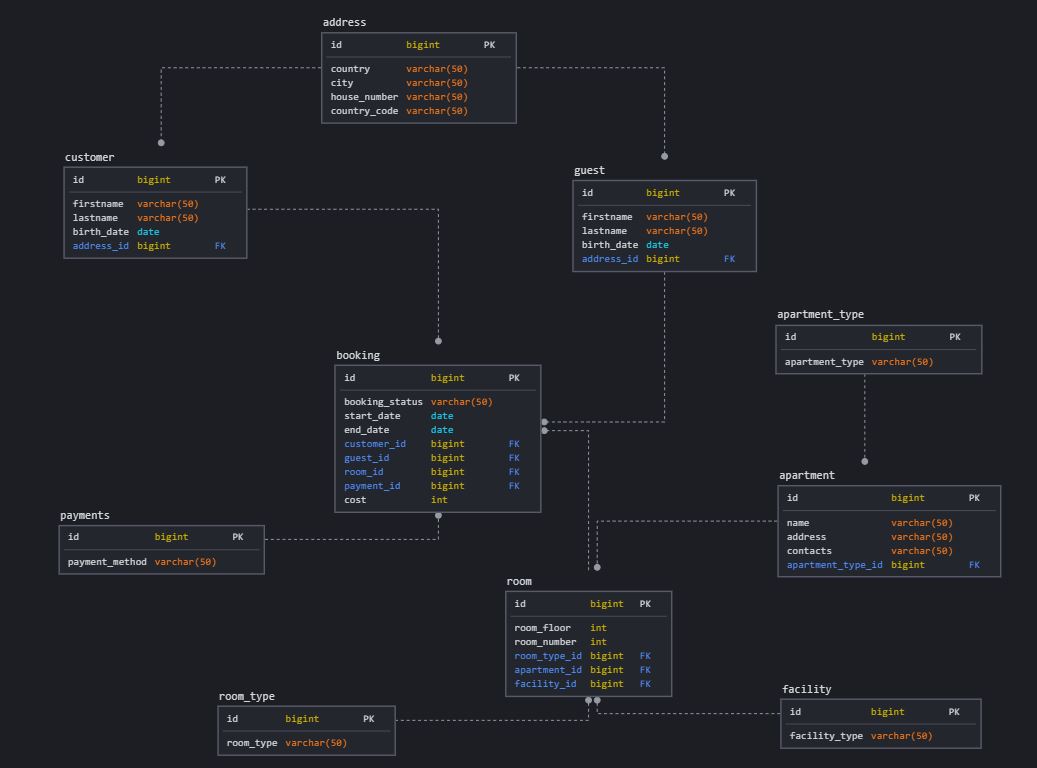 address
id bigint PK
country varchar(50)
city varchar(50)
house_number varchar(50)
country_code varchar(50)
customer
id bigint PK
firstname varchar(50)
lastname varchar(50)
birth_date date
address_id bigint FK
guest
id bigint PK
firstname varchar(50)
lastname varchar(50)
birth_date date
address_id bigint FK
apartment_type
id bigint PK
apartment_type varchar(50)
booking
id bigint PK
booking_status varchar(50)
start_date date
end_date date
customer_id bigint FK
guest_id bigint FK
room_id bigint FK
payment_id bigint FK
cost int
apartment
id bigint PK
name varchar(50)
address varchar(50)
contacts varchar(50)
apartment_type_id bigint FK
payments
id bigint PK
payment_method varchar(50)
room
id bigint PK
room_floor int
room_number int
room_type_id bigint FK
apartment_id bigint FK
facility_id bigint FK
room_type
id bigint PK
room_type varchar(50)
facility
id bigint PK
facility_type varchar(50)